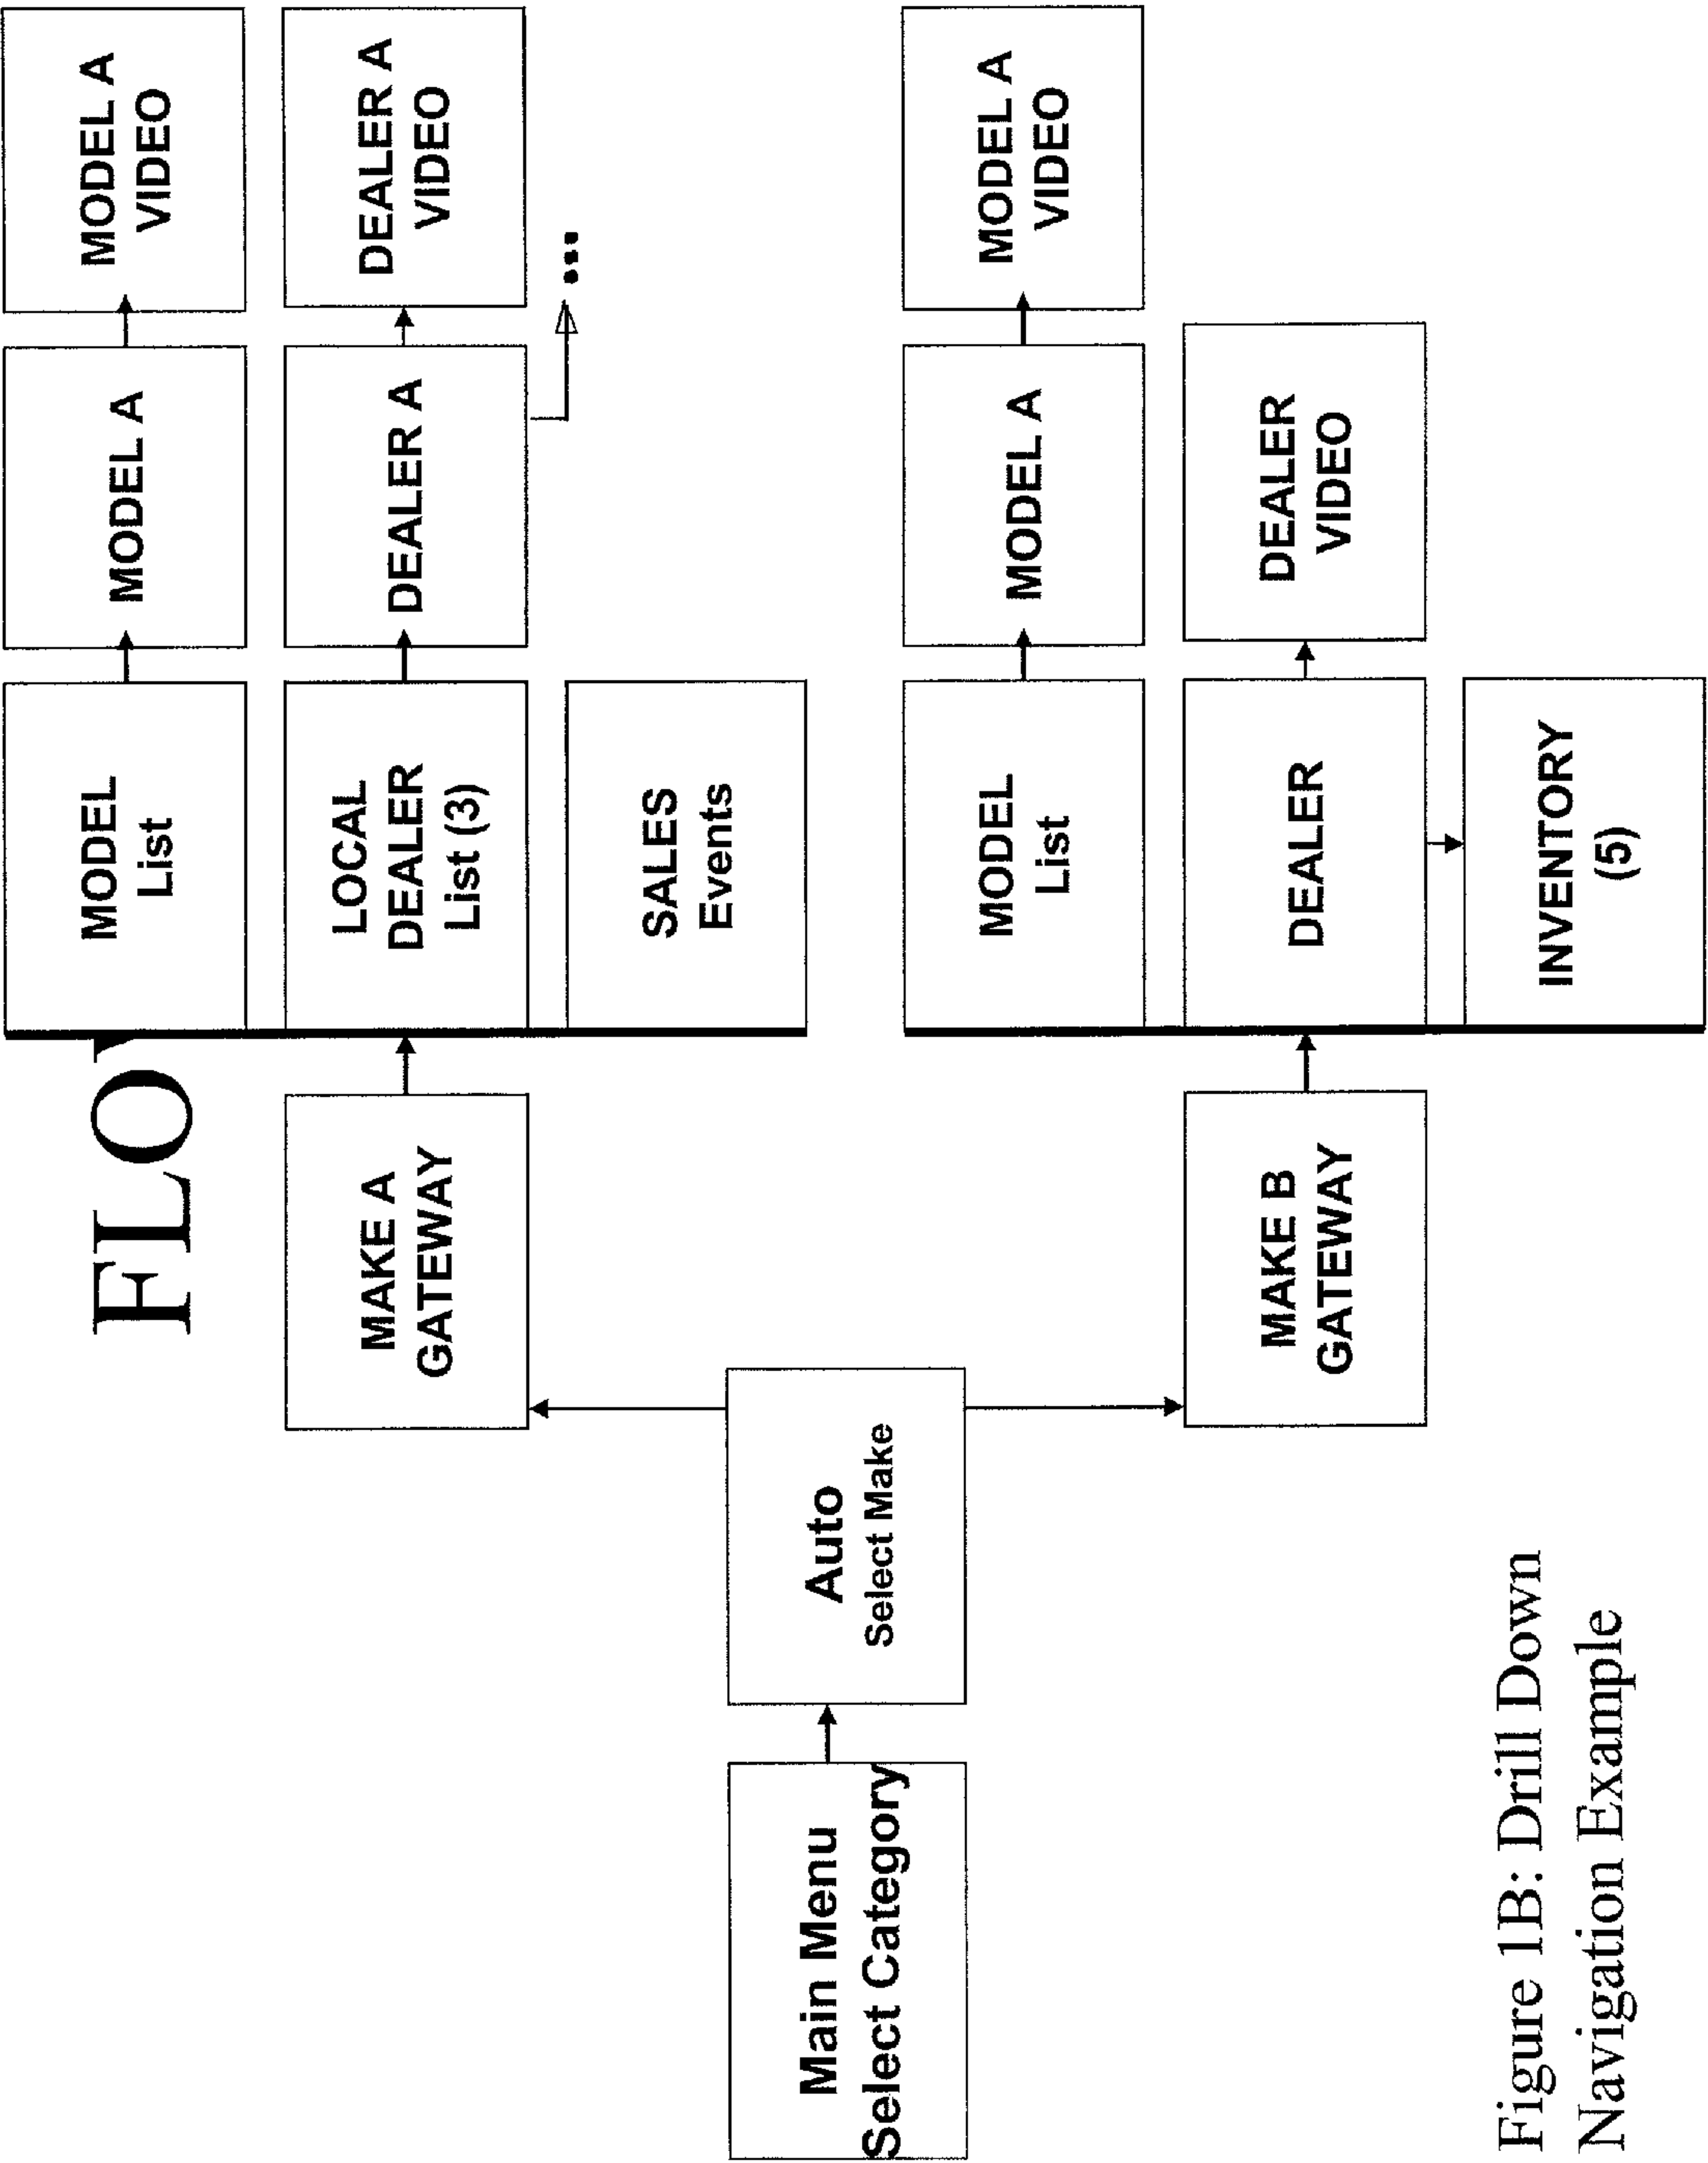 FLO
MODEL
List
MODEL A
MODEL A
VIDEO
MAKE A
GATEWAY
LOCAL
DEALER
List (3)
DEALER A
DEALER A
VIDEO
...
SALES
Events
Main Menu
Select Category
Auto
Select Make
MODEL
List
MODEL A
MODEL A
VIDEO
MAKE B
GATEWAY
DEALER
DEALER
VIDEO
INVENTORY
(5)
Figure 1B: Drill Down
Navigation Example